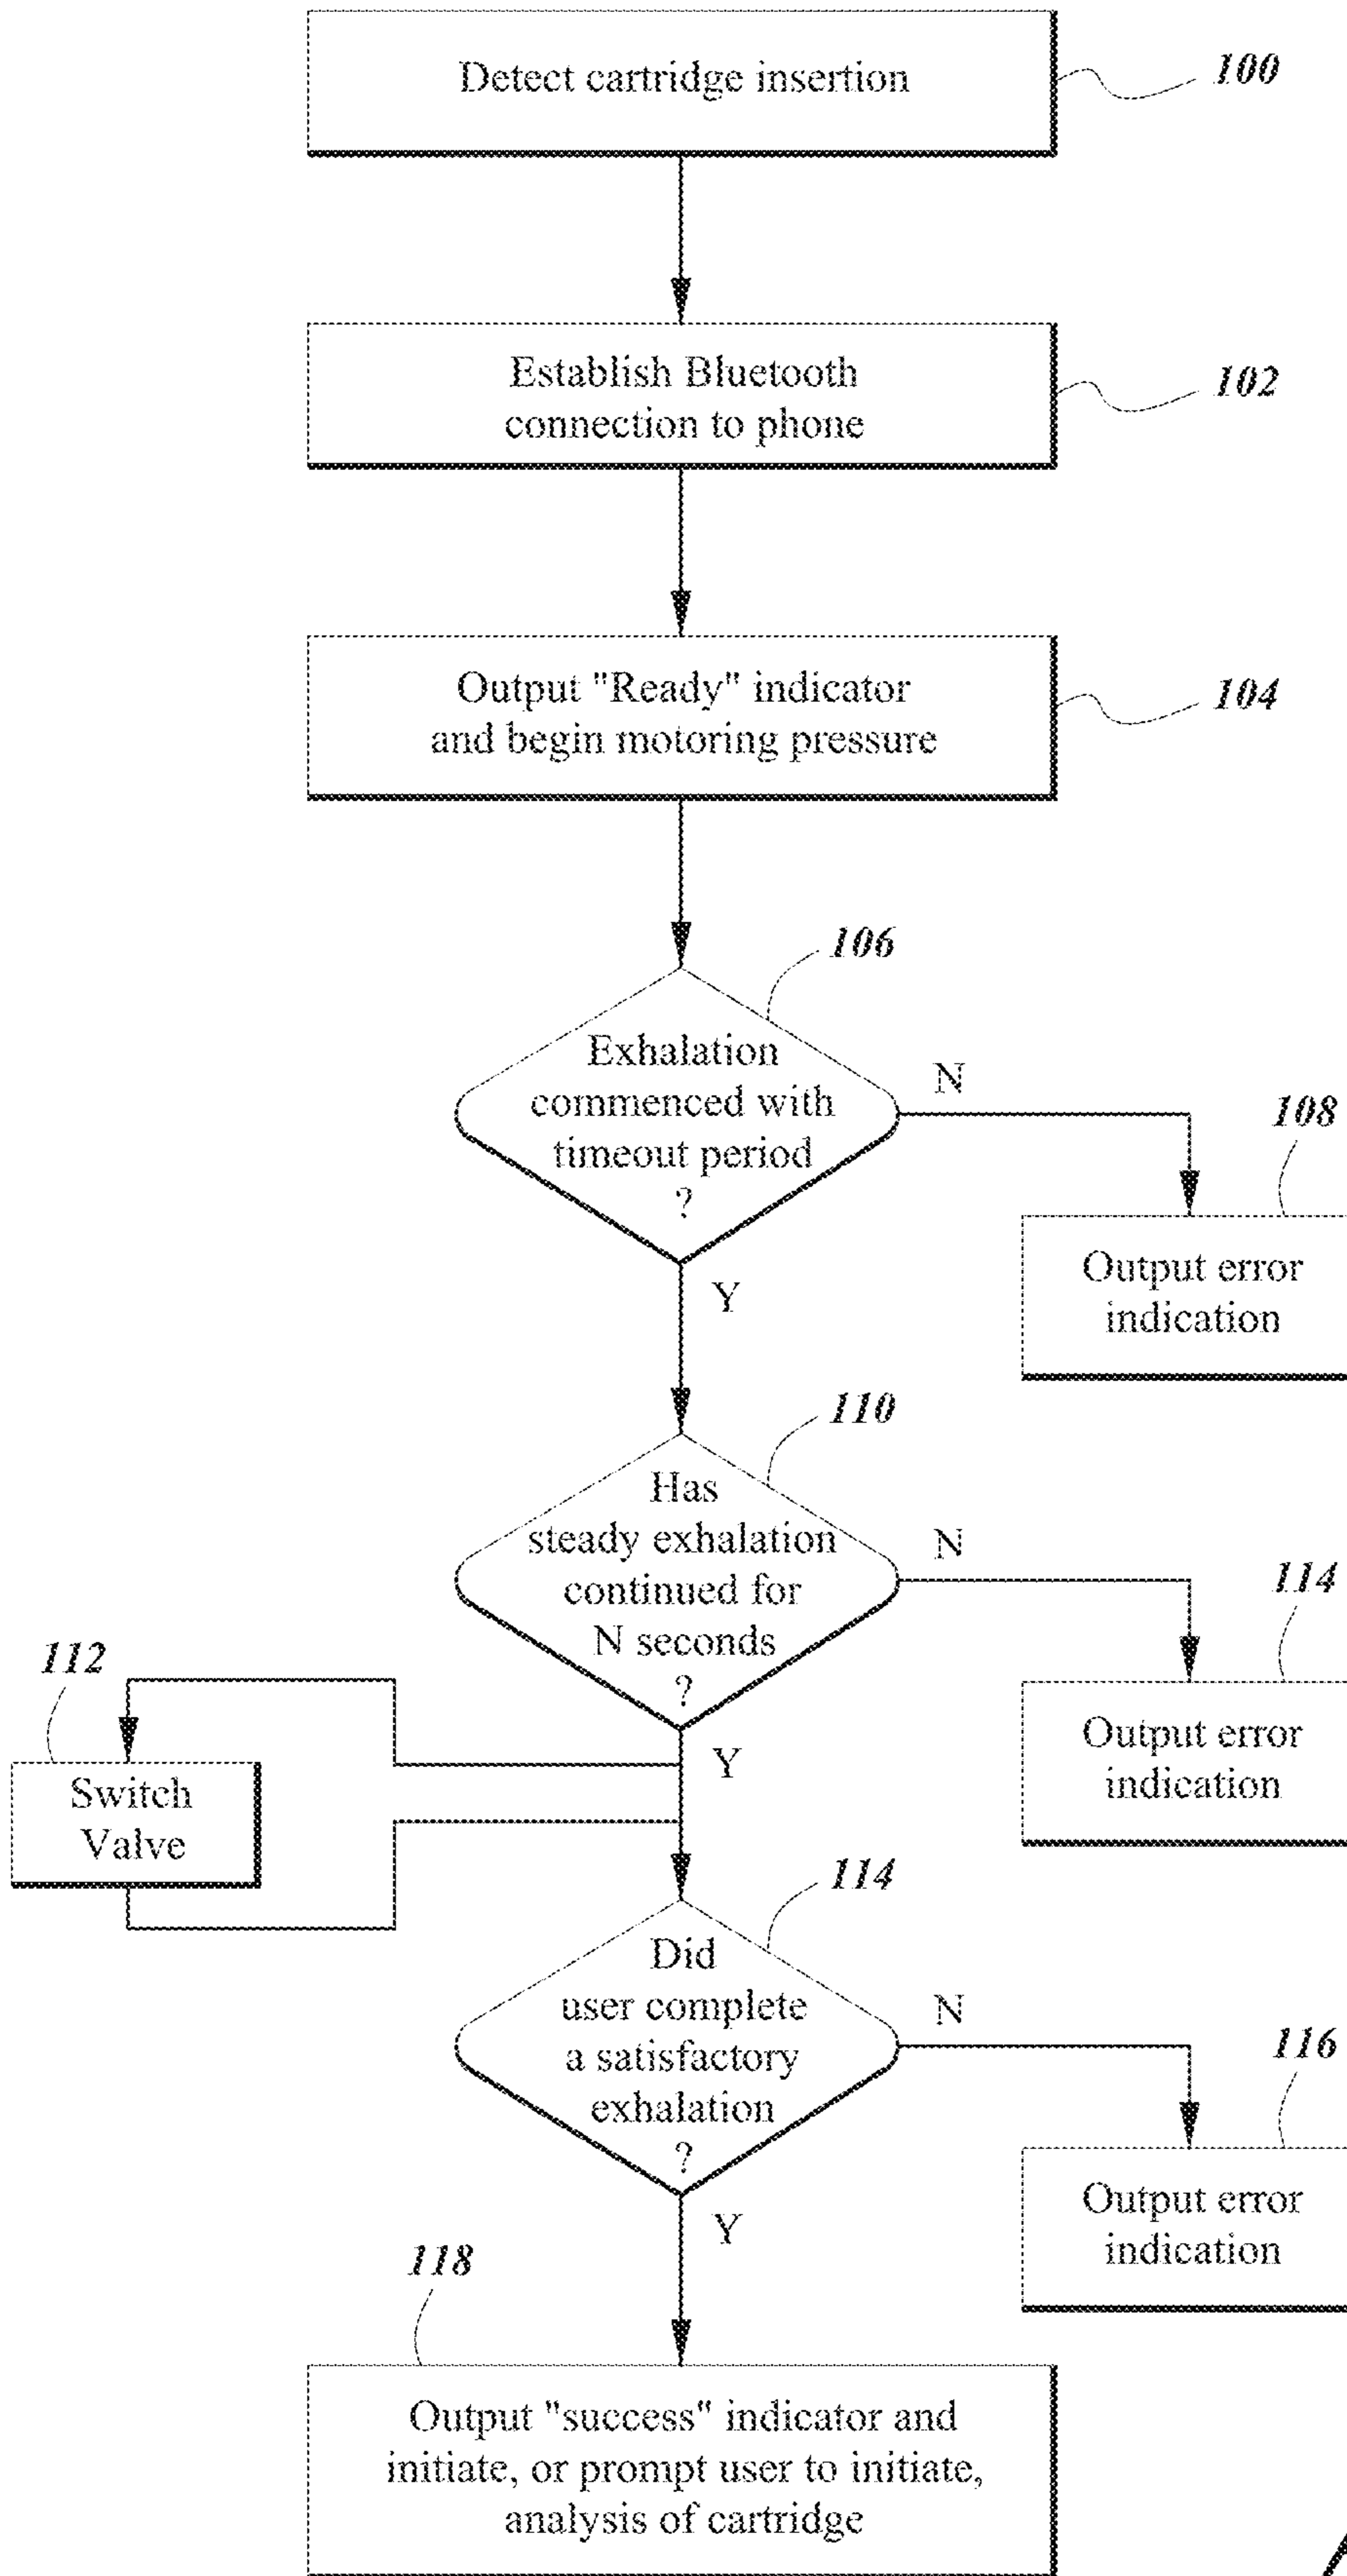 Detect cartridge insertion
100
Establish Bluetooth
connection to phone
102
Output "Ready" indicator
and begin motoring pressure
104
106
Exhalation
commenced with
timeout period
?
N
108
Output error
indication
Y
110
Has
steady exhalation
continued for
N seconds
?
N
114
Output error
indication
112
Switch
Valve
Y
114
Did
user complete
a satisfactory
exhalation
?
N
116
Output error
indication
Y
118
Output "success" indicator and
initiate, or prompt user to initiate,
analysis of cartridge